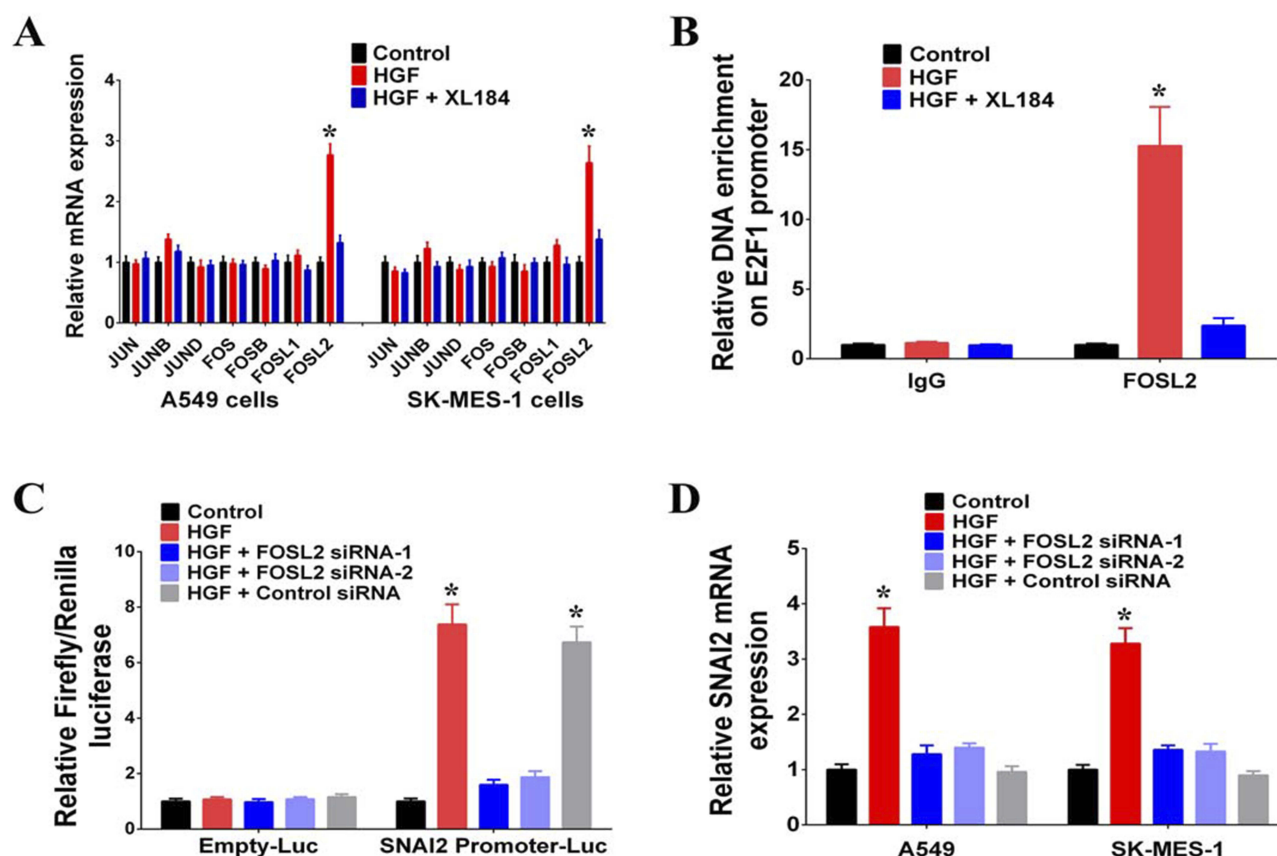 A
Control
HGF
HGF + XL184
Relative mRNA expression
4
3
2
1
0
JUN
JUNB
JUND
FOS
FOSB
FOSL1
FOSL2
JUN
JUNB
JUND
FOS
FOSB
FOSL1
FOSL2
*
*
A549 cells
SK-MES-1 cells
B
Control
HGF
HGF + XL184
Relative DNA enrichment
on E2F1 promoter
20
15
10
5
0
*
IgG
FOSL2
C
Control
HGF
HGF + FOSL2 siRNA-1
HGF + FOSL2 siRNA-2
HGF + Control siRNA
Relative Firefly/Renilla
luciferase
10
8
6
4
2
0
*
*
Empty-Luc
SNAI2 Promoter-Luc
D
Control
HGF
HGF + FOSL2 siRNA-1
HGF + FOSL2 siRNA-2
HGF + Control siRNA
Relative SNAI2 mRNA
expression
5
4
3
2
1
0
*
*
A549
SK-MES-1